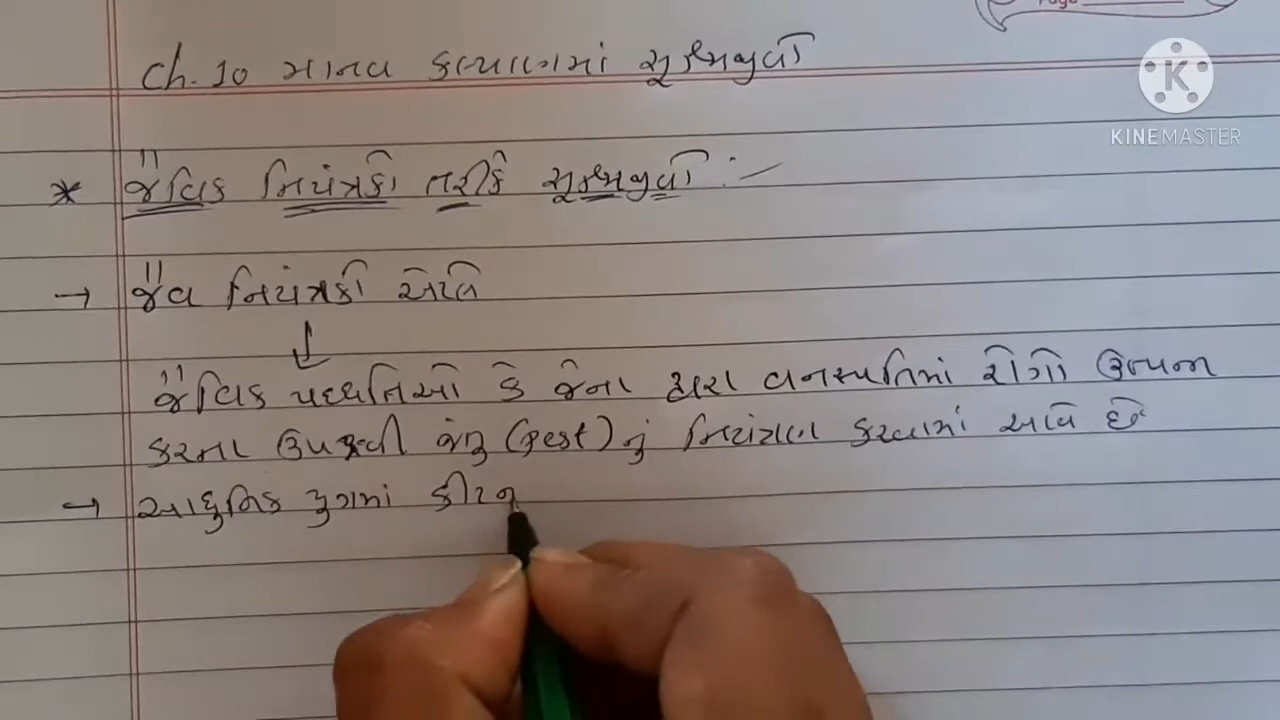 Page
Ch. 10 માનવ કલ્યાણમાં સૂક્ષ્મજીવો
KINEMASTER
* જૈવિક નિયંત્રકો તરીકે સૂક્ષ્મજીવો :-
→ જૈવ નિયંત્રકો એટલે
↓
જૈવિક પદ્ધતિઓ કે જેના દ્વારા વનસ્પતિમાં રોગો ઉત્પન્ન
કરતા ઉપદ્રવી જંતુ (pest) નું નિયંત્રણ કરવામાં આવે છે
→ આધુનિક યુગમાં કીટન